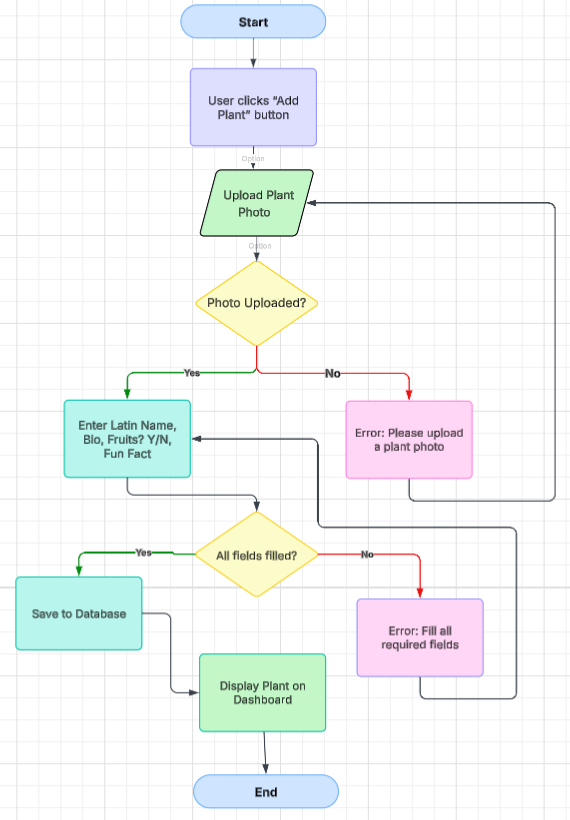 Start
User clicks “Add
Plant” button
Option
Upload Plant
Photo
Option
Photo Uploaded?
Yes
No
Enter Latin Name,
Bio, Fruits? Y/N,
Fun Fact
Error: Please upload
a plant photo
All fields filled?
Yes
No
Save to Database
Error: Fill all
required fields
Display Plant on
Dashboard
End